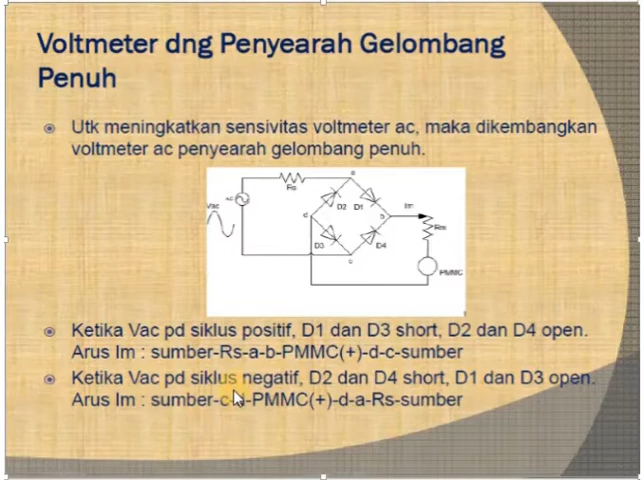 Voltmeter dng Penyearah Gelombang
Penuh
Utk meningkatkan sensivitas voltmeter ac, maka dikembangkan
voltmeter ac penyearah gelombang penuh.
a
Rs
AC
Vac
D2 D1
Im
d
b
Rm
D3
D4
c
PMMC
Ketika Vac pd siklus positif, D1 dan D3 short, D2 dan D4 open.
Arus Im : sumber-Rs-a-b-PMMC(+)-d-c-sumber
Ketika Vac pd siklus negatif, D2 dan D4 short, D1 dan D3 open.
Arus Im : sumber-c-b-PMMC(+)-d-a-Rs-sumber